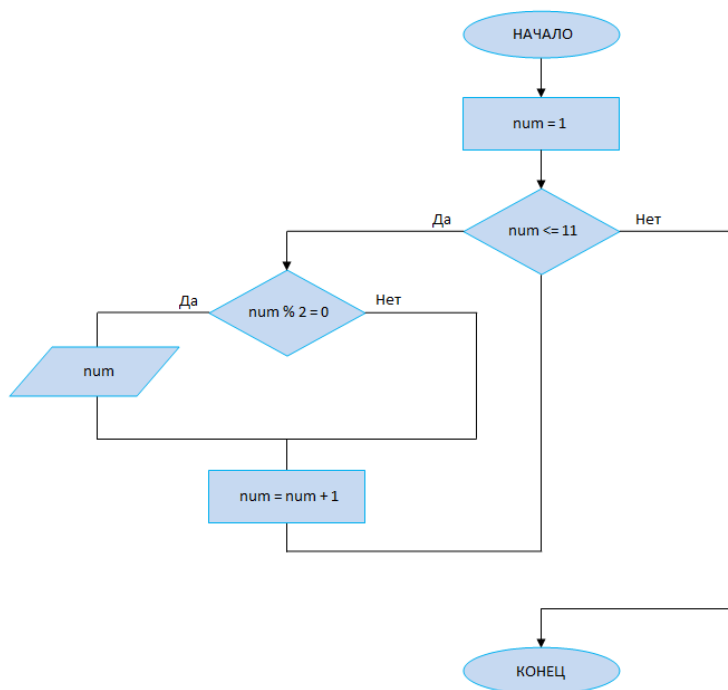 НАЧАЛО
num = 1
num <= 11
Да
Нет
num % 2 = 0
Да
Нет
num
num = num + 1
КОНЕЦ